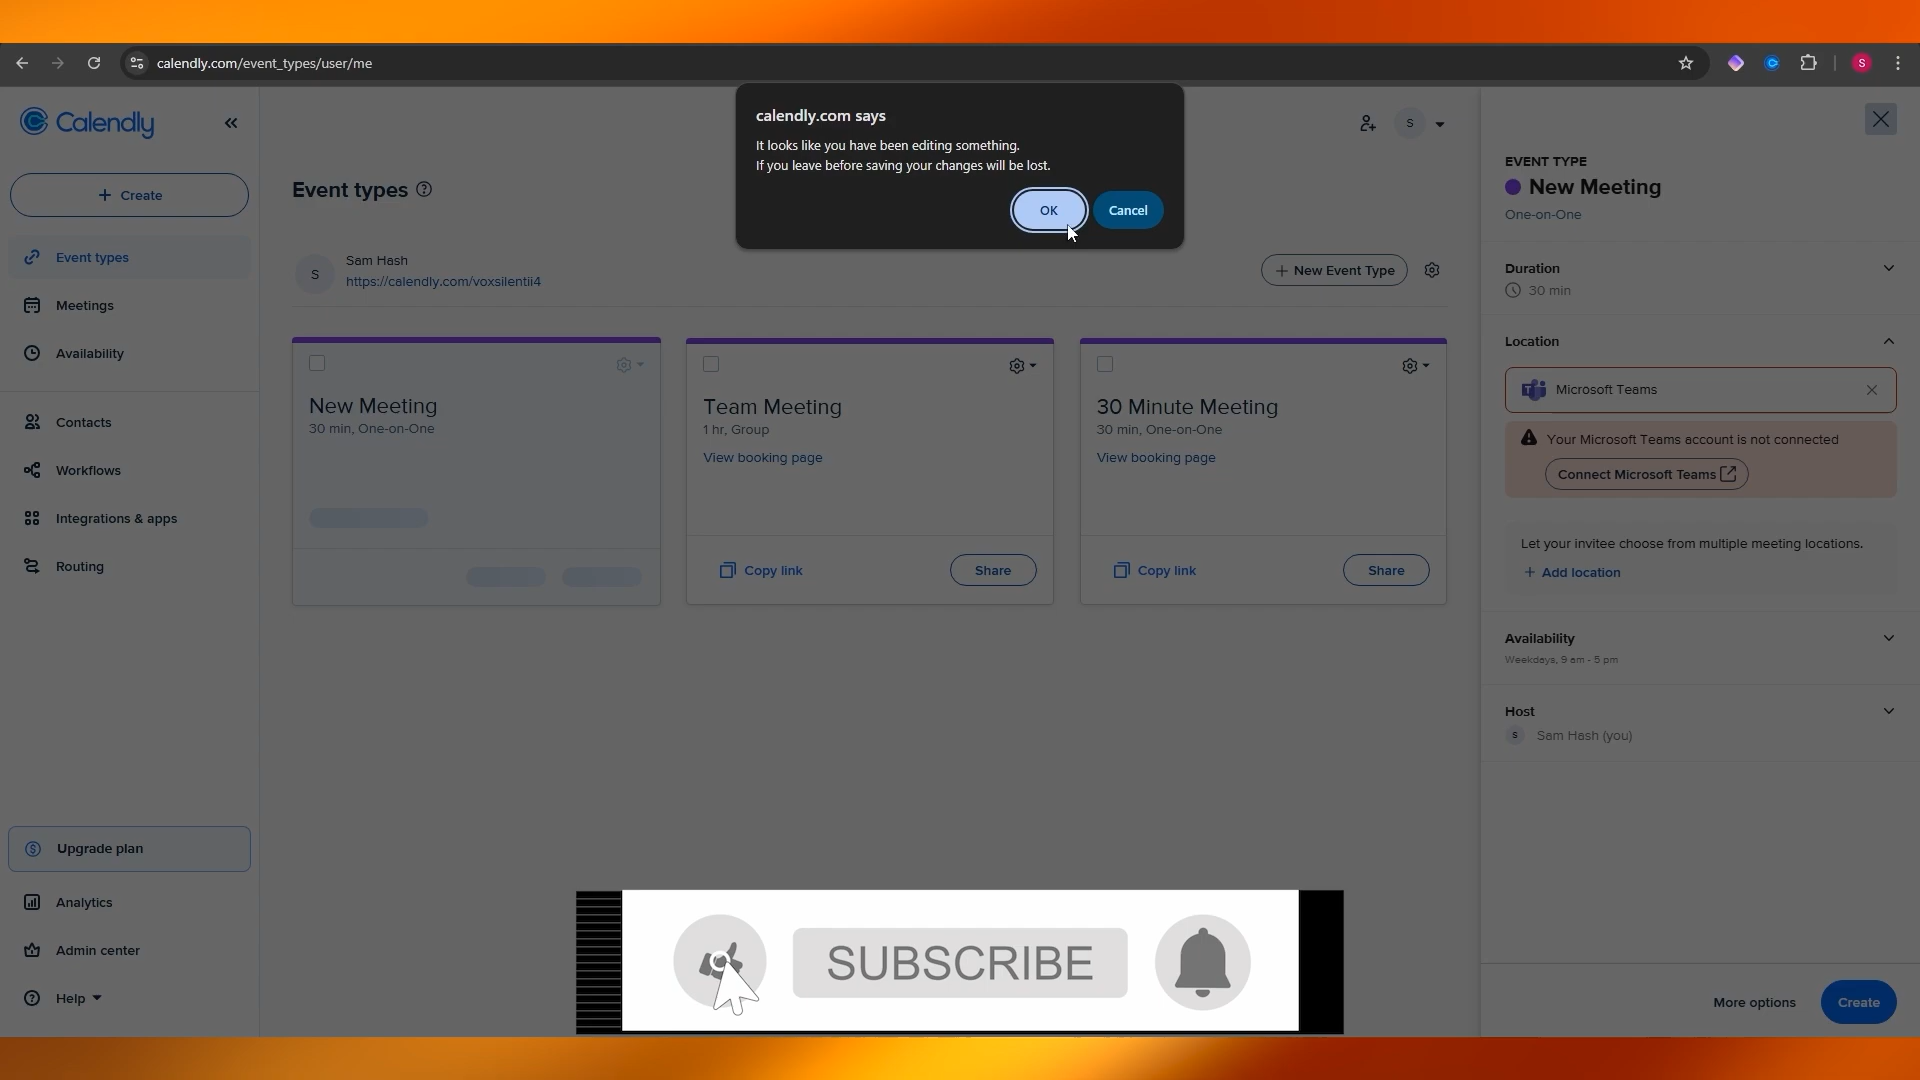 calendly.com/event_types/user/me
S
calendly.com says
It looks like you have been editing something.
If you leave before saving your changes will be lost.
OK
Cancel
Calendly
+ Create
Event types
Meetings
Availability
Contacts
Workflows
Integrations & apps
Routing
Upgrade plan
Analytics
Admin center
Help
Event types
S
S
Sam Hash
https://calendly.com/voxsilentii4
+ New Event Type
New Meeting
30 min, One-on-One
Team Meeting
1 hr, Group
View booking page
Copy link
Share
30 Minute Meeting
30 min, One-on-One
View booking page
Copy link
Share
EVENT TYPE
New Meeting
One-on-One
Duration
30 min
Location
Microsoft Teams
Your Microsoft Teams account is not connected
Connect Microsoft Teams
Let your invitee choose from multiple meeting locations.
+ Add location
Availability
Weekdays, 9 am - 5 pm
Host
S Sam Hash (you)
More options
Create
SUBSCRIBE